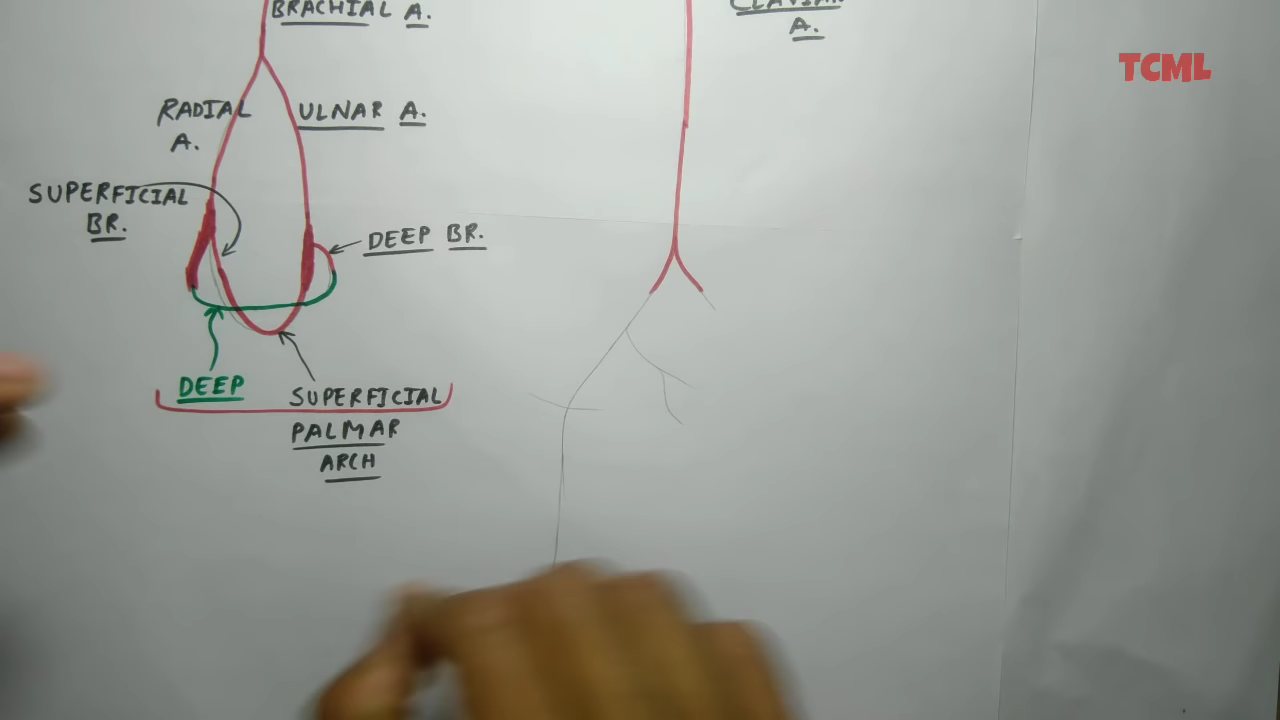 BRACHIAL A.
A.
TCML
RADIAL
A.
ULNAR A.
SUPERFICIAL
BR.
DEEP BR.
DEEP
SUPERFICIAL
PALMAR
ARCH